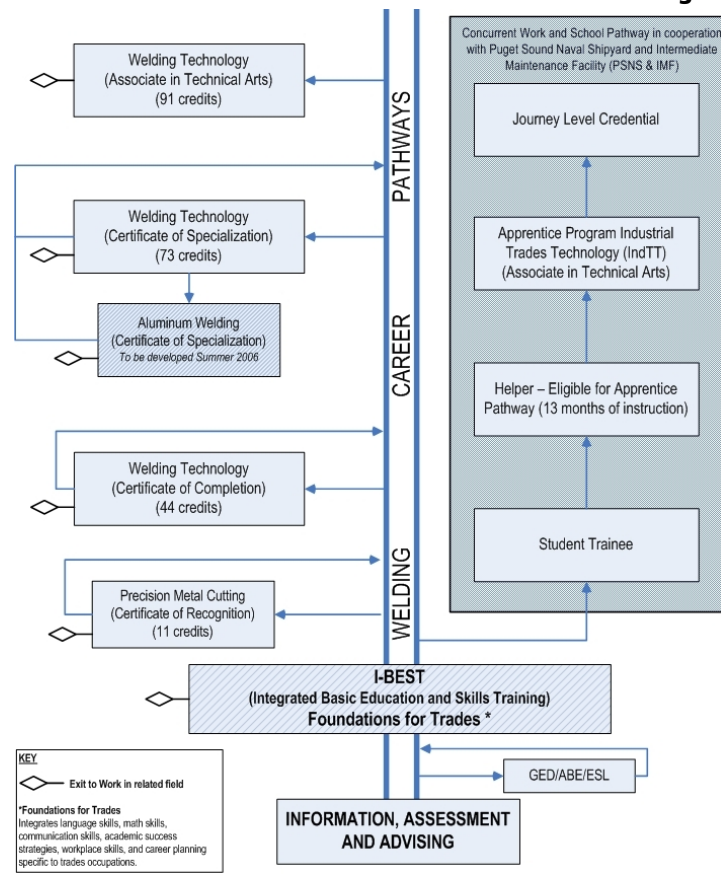 Concurrent Work and School Pathway in cooperation
with Puget Sound Naval Shipyard and Intermediate
Maintenance Facility (PSNS & IMF)
Welding Technology
(Associate in Technical Arts)
(91 credits)
Journey Level Credential
PATHWAYS
Welding Technology
(Certificate of Specialization)
(73 credits)
Apprentice Program Industrial
Trades Technology (IndTT)
(Associate in Technical Arts)
Aluminum Welding
(Certificate of Specialization)
To be developed Summer 2006
CAREER
Helper – Eligible for Apprentice
Pathway (13 months of instruction)
Welding Technology
(Certificate of Completion)
(44 credits)
Student Trainee
WELDING
Precision Metal Cutting
(Certificate of Recognition)
(11 credits)
I-BEST
(Integrated Basic Education and Skills Training)
Foundations for Trades *
GED/ABE/ESL
INFORMATION, ASSESSMENT
AND ADVISING
KEY
Exit to Work in related field
*Foundations for Trades
Integrates language skills, math skills,
communication skills, academic success
strategies, workplace skills, and career planning
specific to trades occupations.